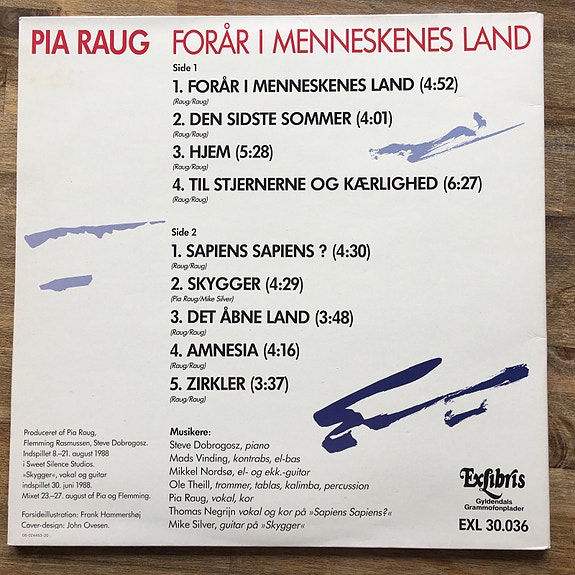 PIA RAUG FORÅR I MENNESKENES LAND
Side 1
1. FORÅR I MENNESKENES LAND (4:52)
(Raug/Raug)
2. DEN SIDSTE SOMMER (4:01)
(Raug/Raug)
3. HJEM (5:28)
(Raug/Raug)
4. TIL STJERNERNE OG KÆRLIGHED (6:27)
(Raug/Raug)
Side 2
1. SAPIENS SAPIENS ? (4:30)
(Raug/Raug)
2. SKYGGER (4:29)
(Pia Raug/Mike Silver)
3. DET ÅBNE LAND (3:48)
(Raug/Raug)
4. AMNESIA (4:16)
(Raug/Raug)
5. ZIRKLER (3:37)
(Raug/Raug)
Produceret af Pia Raug,
Flemming Rasmussen, Steve Dobrogosz.
Indspillet 8.–21. august 1988
i Sweet Silence Studios.
»Skygger«, vokal og guitar
indspillet 30. juni 1988.
Mixet 23.–27. august af Pia og Flemming.
Forsideillustration: Frank Hammershøj
Cover-design: John Ovesen.
Musikere:
Steve Dobrogosz, piano
Mads Vinding, kontrabs, el-bas
Mikkel Nordsø, el- og ekk.-guitar
Ole Theill, trommer, tablas, kalimba, percussion
Pia Raug, vokal, kor
Thomas Negrijn vokal og kor på »Sapiens Sapiens?«
Mike Silver, guitar på »Skygger«
Exlibris
Gyldendals
Grammofonplader
EXL 30.036